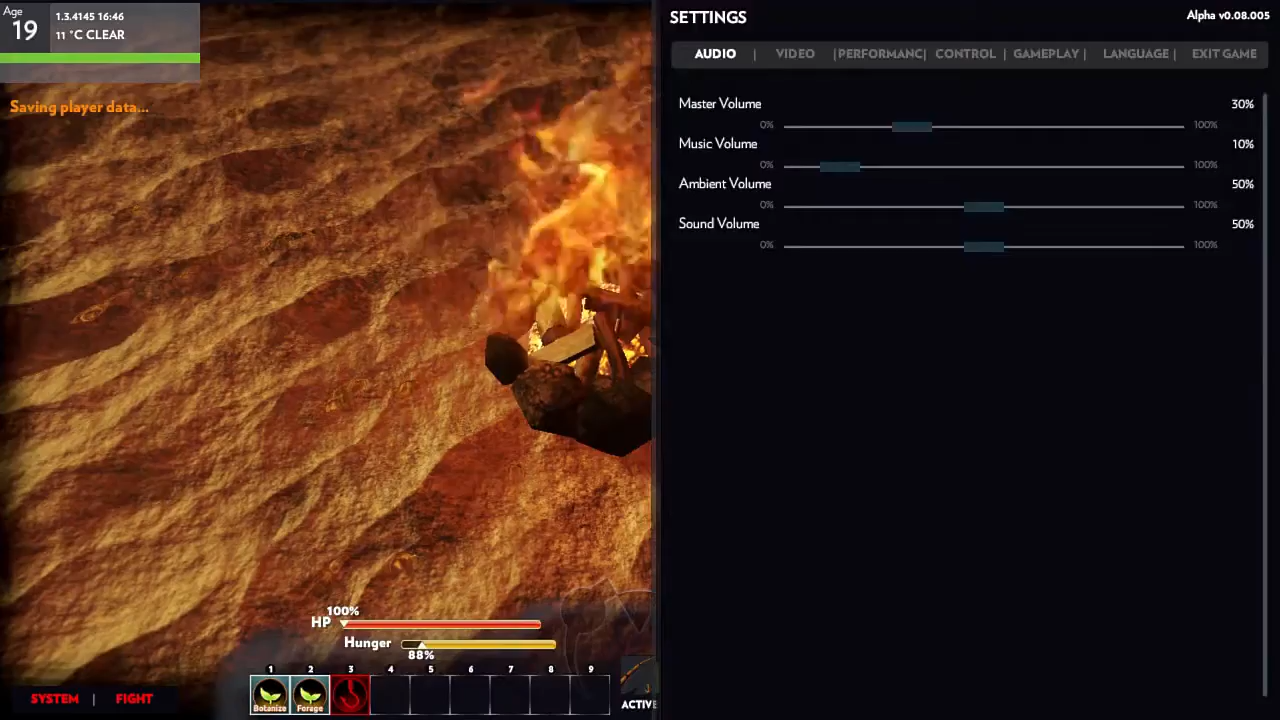 Age
19
1.3.4145 16:46
11 °C CLEAR
Saving player data...
SETTINGS
Alpha v0.08.005
AUDIO | VIDEO |PERFORMANC| CONTROL | GAMEPLAY | LANGUAGE | EXIT GAME
Master Volume 30%
0% 100%
Music Volume 10%
0% 100%
Ambient Volume 50%
0% 100%
Sound Volume 50%
0% 100%
100%
HP
Hunger
88%
1 2 3 4 5 6 7 8 9
Botanize Forage
SYSTEM | FIGHT
ACTIVE